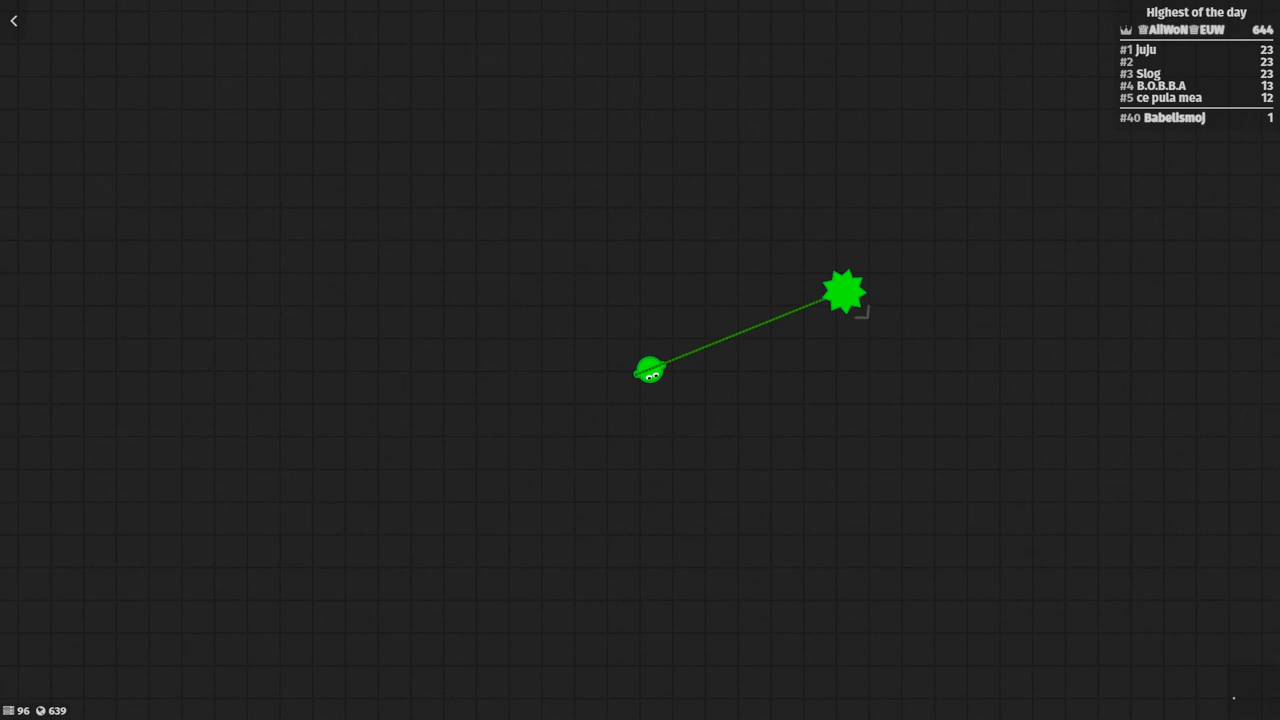 Highest of the day
♕AllWoN♕EUW 644
#1 juju 23
#2 23
#3 Slog 23
#4 B.O.B.B.A 13
#5 ce pula mea 12
#40 Babelismoj 1
96 639